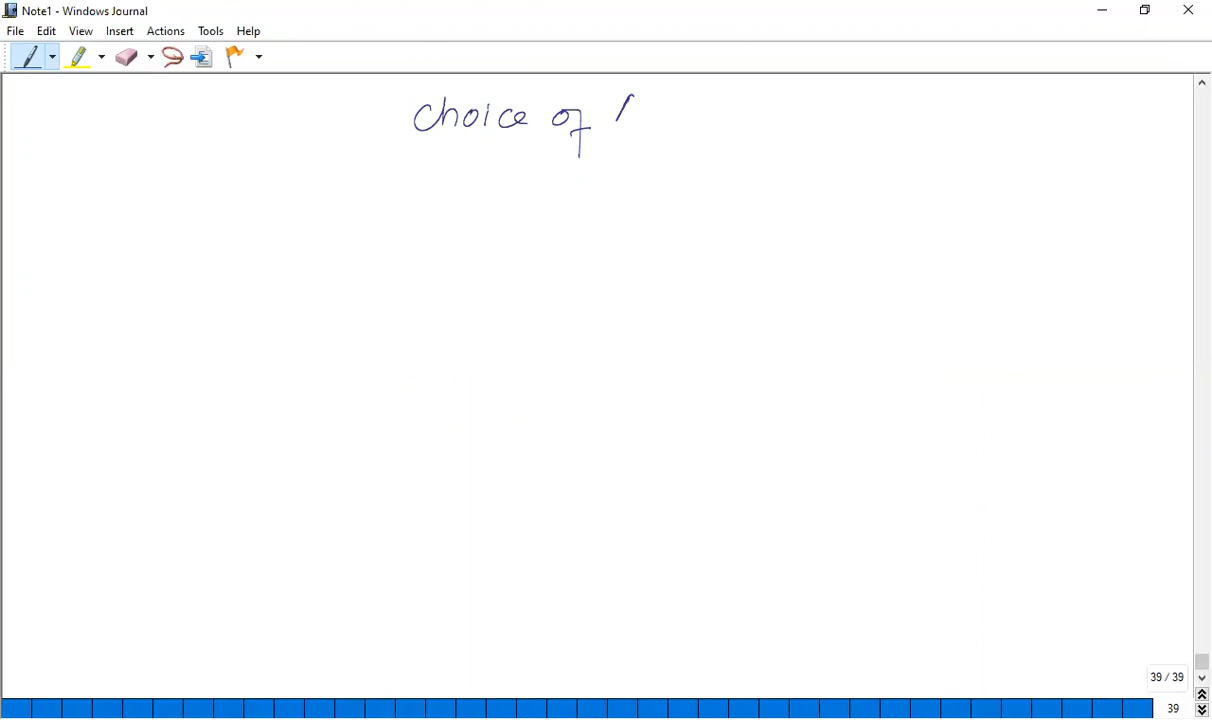 Note1 - Windows Journal
File Edit View Insert Actions Tools Help
Choice of
39 / 39
39